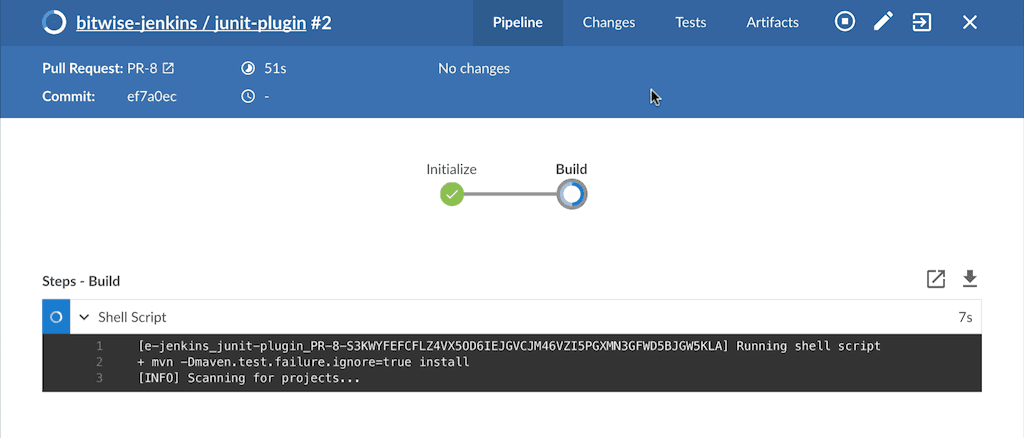 bitwise-jenkins / junit-plugin #2
Pipeline
Changes
Tests
Artifacts
Pull Request: PR-8
51s
No changes
Commit: ef7a0ec
-
Initialize
Build
Steps - Build
Shell Script
7s
1 [e-jenkins_junit-plugin_PR-8-S3KWYFEFCFLZ4VX5OD6IEJGVCJM46VZI5PGXMN3GFWD5BJGW5KLA] Running shell script
2 + mvn -Dmaven.test.failure.ignore=true install
3 [INFO] Scanning for projects...